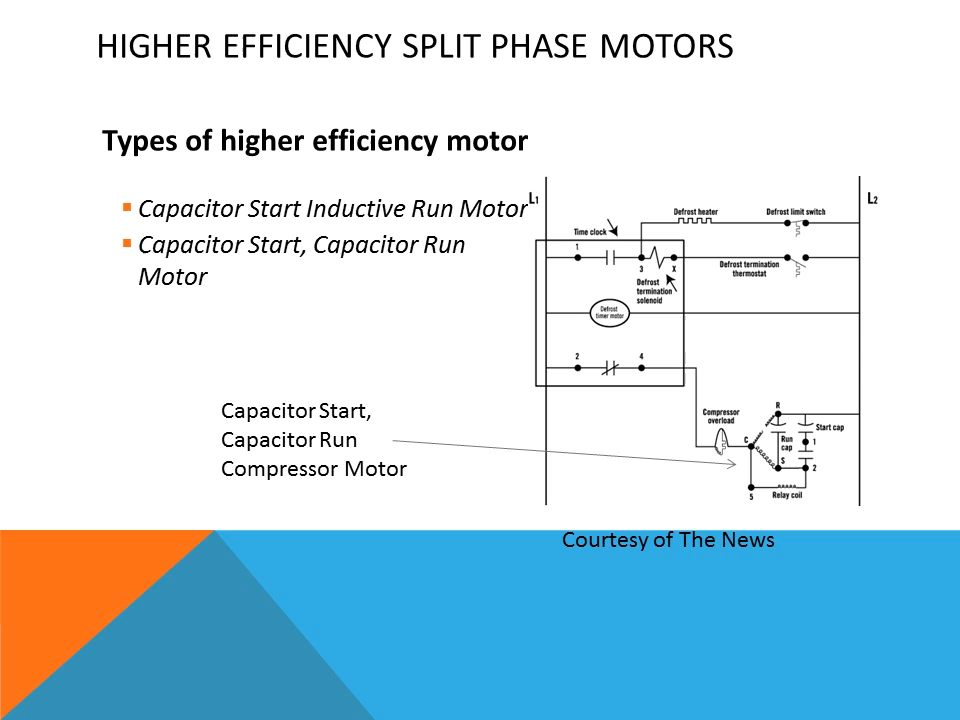 HIGHER EFFICIENCY SPLIT PHASE MOTORS
Types of higher efficiency motor
Capacitor Start Inductive Run Motor
Capacitor Start, Capacitor Run
Motor
L1
L2
Defrost heater
Defrost limit switch
Time clock
1
3
X
Defrost termination
thermostat
Defrost
termination
solenoid
Defrost
timer motor
2
4
Capacitor Start,
Capacitor Run
Compressor Motor
Compressor
overload
R
Start cap
C
Run
cap
1
S
2
5
Relay coil
Courtesy of The News